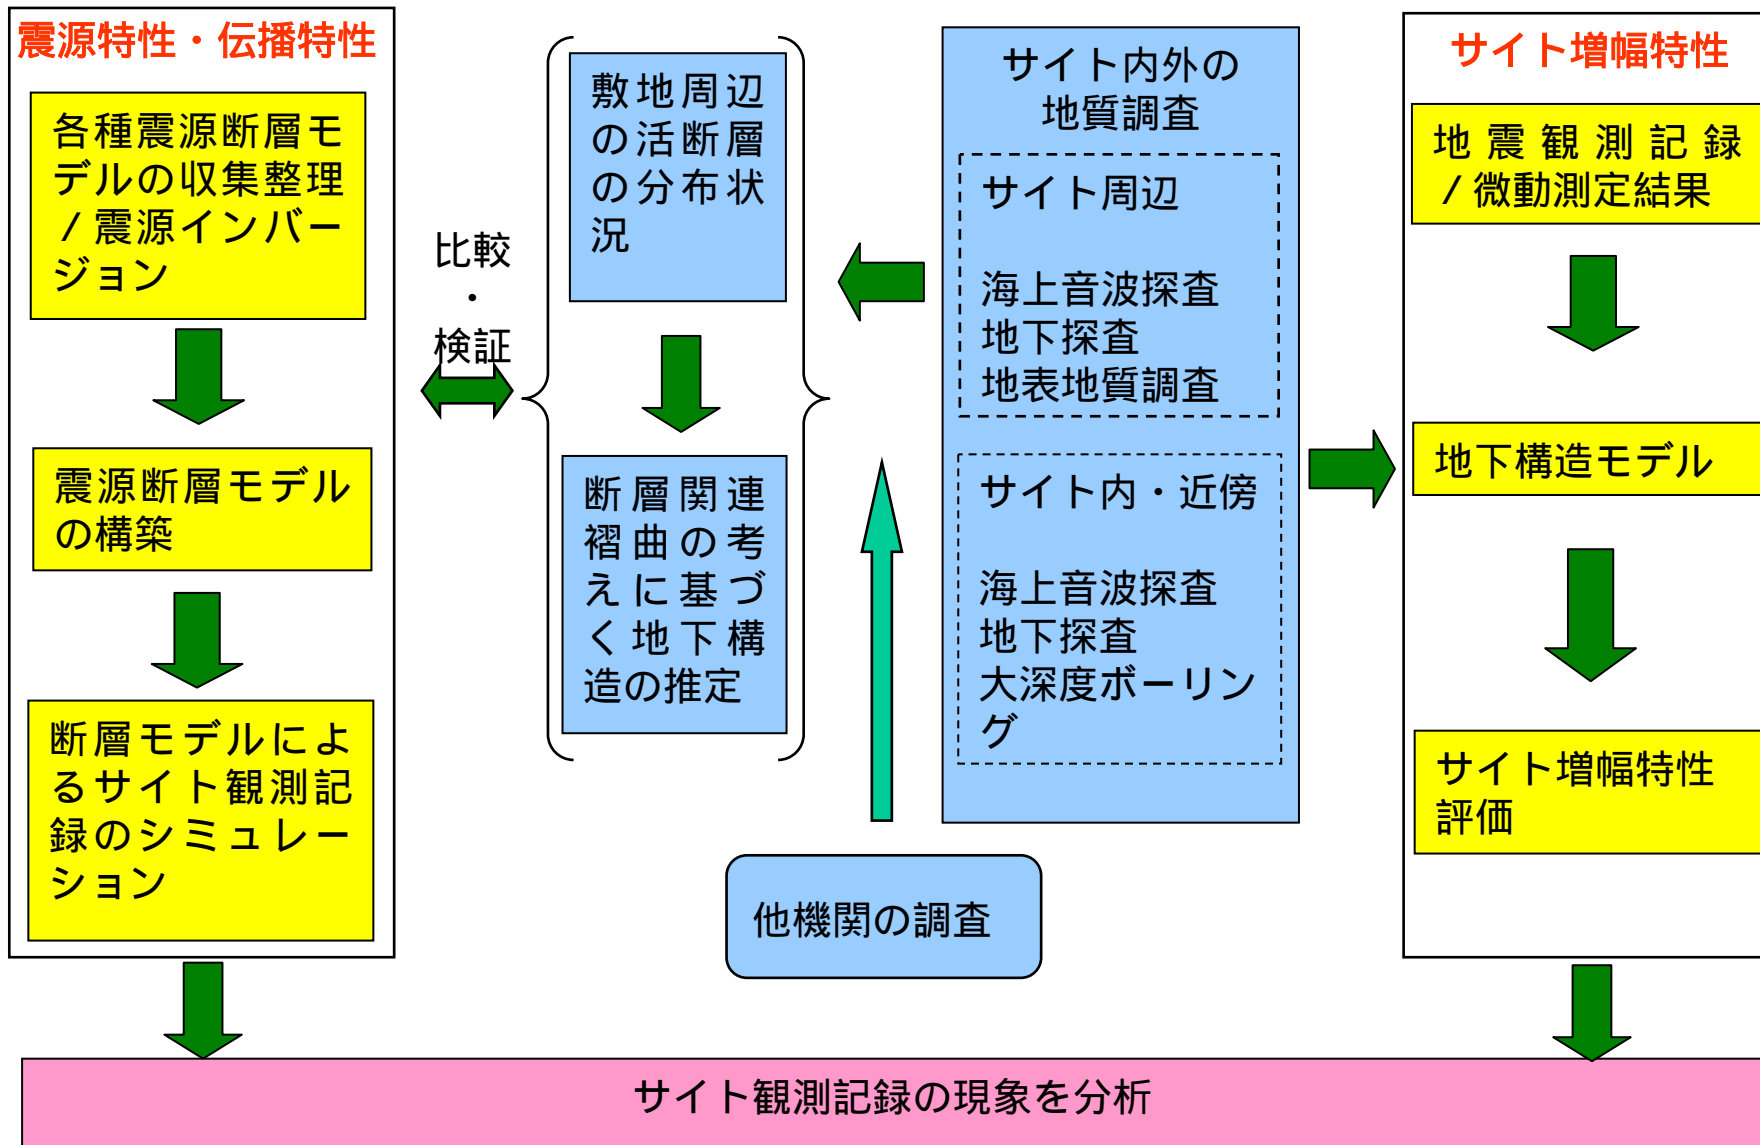 震源特性・伝播特性
各種震源断層モ
デルの収集整理
/震源インバー
ジョン
震源断層モデル
の構築
断層モデルによ
るサイト観測記
録のシミュレー
ション
比較
・
検証
敷地周辺
の活断層
の分布状
況
断層関連
褶曲の考
えに基づ
く地下構
造の推定
サイト内外の
地質調査
サイト周辺
海上音波探査
地下探査
地表地質調査
サイト内・近傍
海上音波探査
地下探査
大深度ボーリン
グ
他機関の調査
サイト増幅特性
地震観測記録
/微動測定結果
地下構造モデル
サイト増幅特性
評価
サイト観測記録の現象を分析